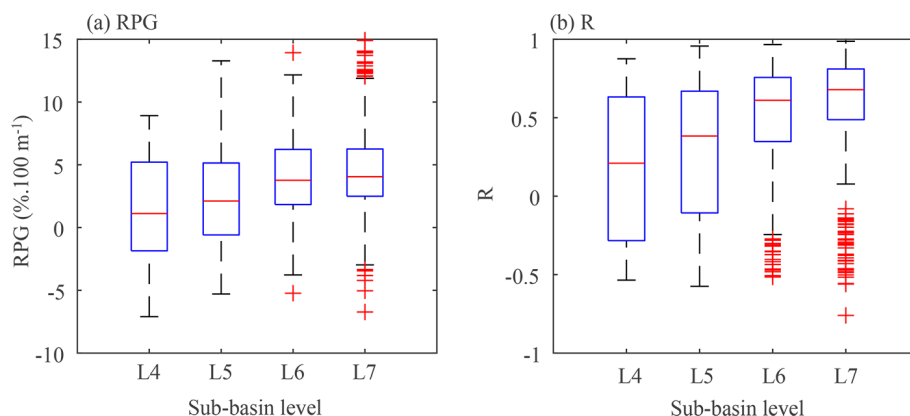 (a) RPG
15
10
5
0
-5
-10
RPG (%.100 m⁻¹)
L4 L5 L6 L7
Sub-basin level
(b) R
1
0.5
0
-0.5
-1
R
L4 L5 L6 L7
Sub-basin level